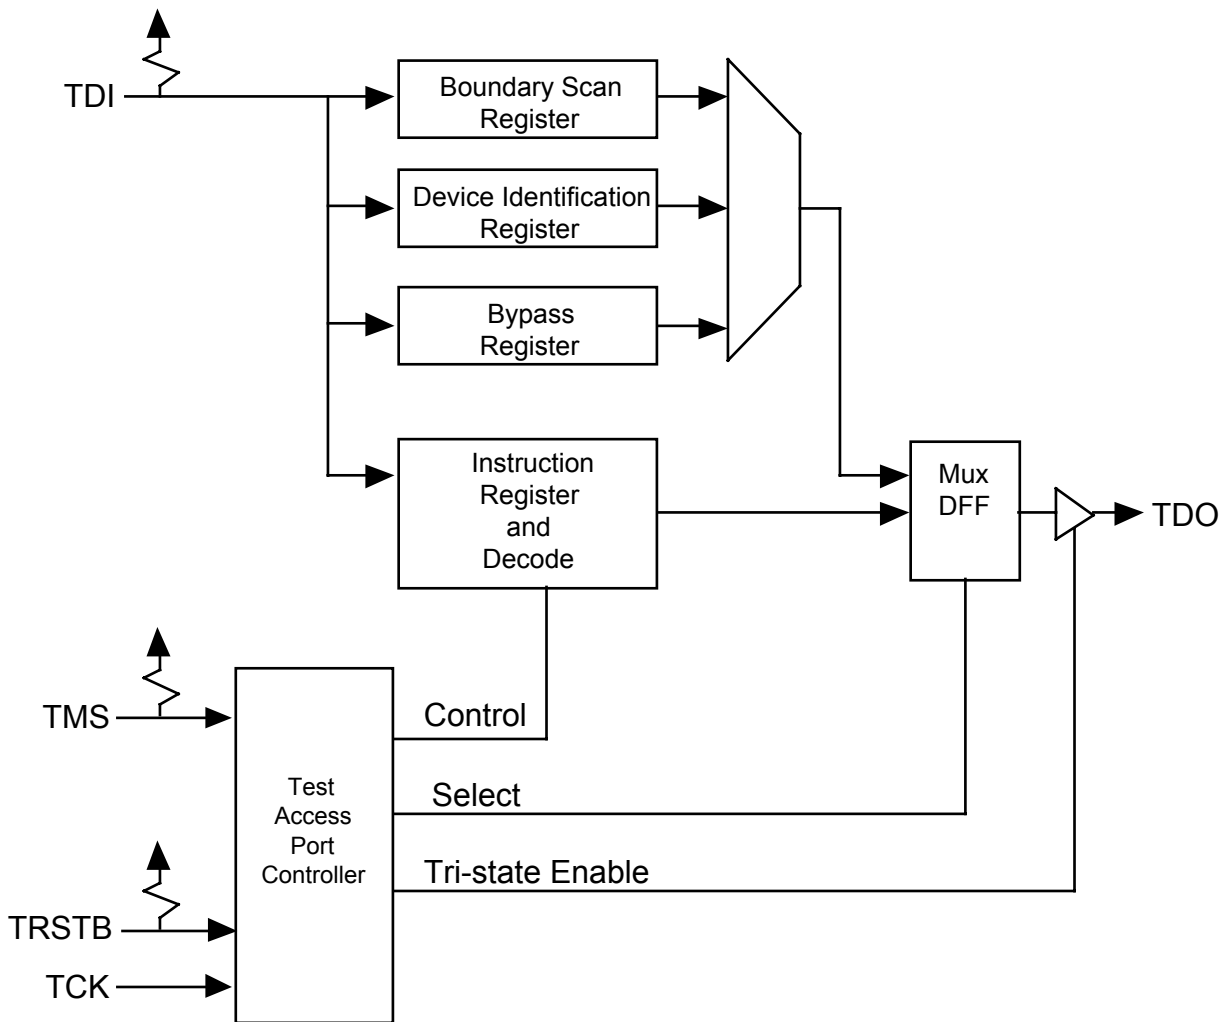 TDI
Boundary Scan
Register
Device Identification
Register
Bypass
Register
Instruction
Register
and
Decode
Mux
DFF
TDO
TMS
Control
Test
Access
Port
Controller
Select
Tri-state Enable
TRSTB
TCK